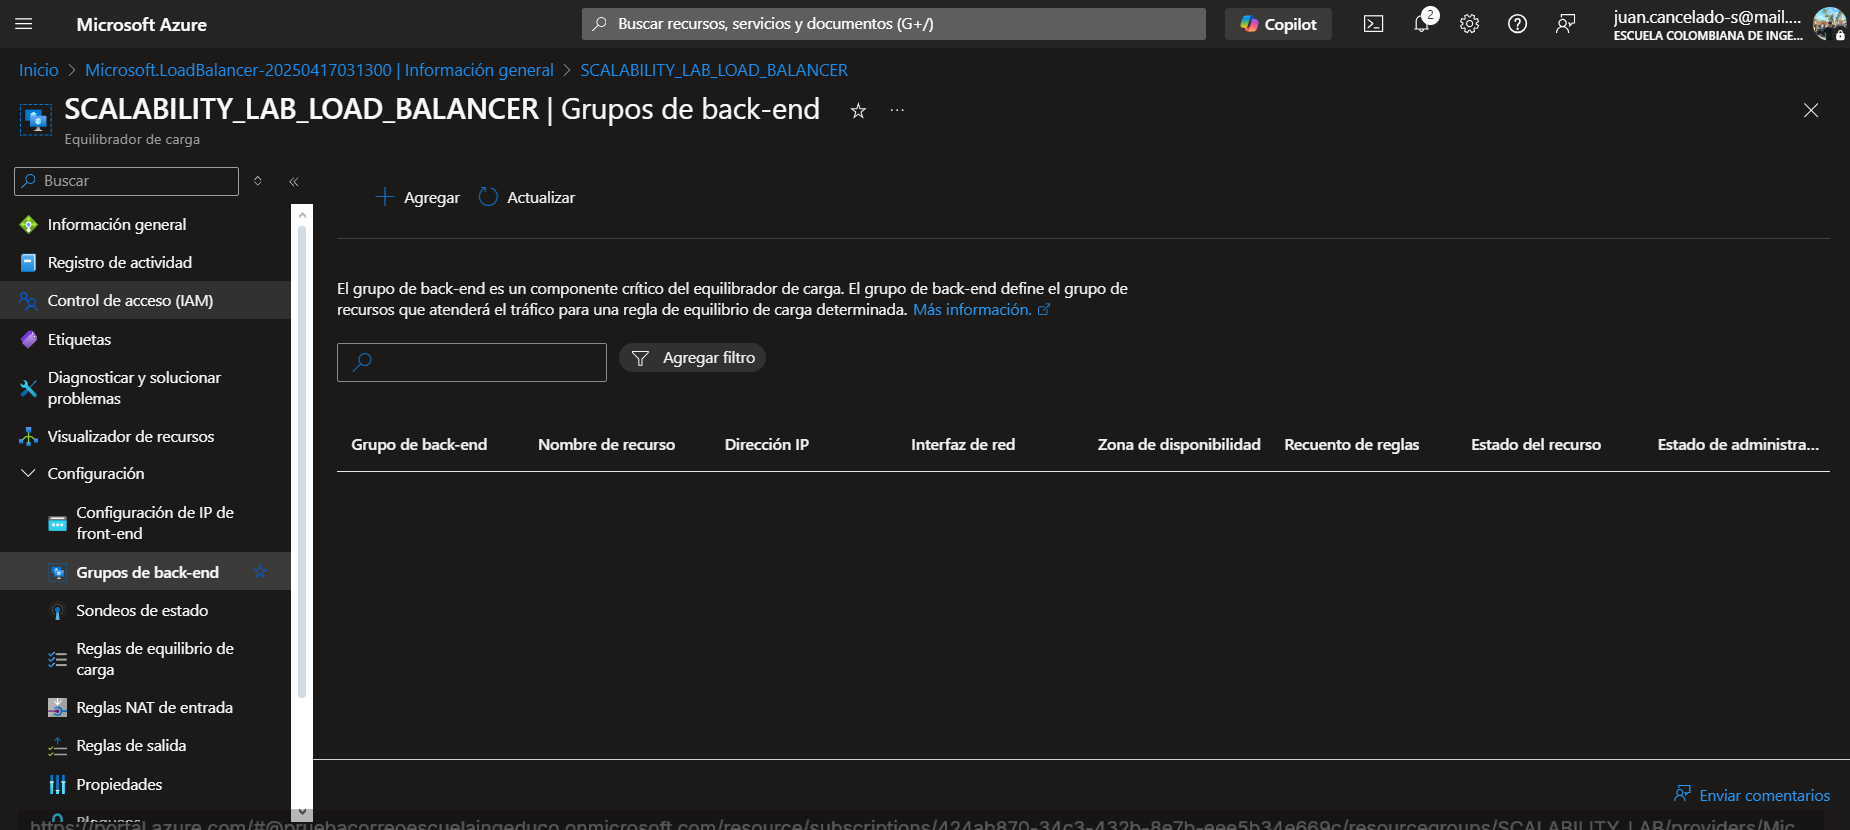 Microsoft Azure
Buscar recursos, servicios y documentos (G+/)
Copilot
2
juan.cancelado-s@mail....
ESCUELA COLOMBIANA DE INGE...
Inicio > Microsoft.LoadBalancer-20250417031300 | Información general > SCALABILITY_LAB_LOAD_BALANCER
SCALABILITY_LAB_LOAD_BALANCER | Grupos de back-end
Equilibrador de carga
Buscar
Agregar
Actualizar
Información general
Registro de actividad
Control de acceso (IAM)
Etiquetas
Diagnosticar y solucionar
problemas
Visualizador de recursos
Configuración
Configuración de IP de
front-end
Grupos de back-end
Sondeos de estado
Reglas de equilibrio de
carga
Reglas NAT de entrada
Reglas de salida
Propiedades
Bloqueos
El grupo de back-end es un componente crítico del equilibrador de carga. El grupo de back-end define el grupo de
recursos que atenderá el tráfico para una regla de equilibrio de carga determinada. Más información.
Agregar filtro
Grupo de back-end
Nombre de recurso
Dirección IP
Interfaz de red
Zona de disponibilidad
Recuento de reglas
Estado del recurso
Estado de administra...
Enviar comentarios
https://portal.azure.com/#@pruebacorreoescuelaingeduco.onmicrosoft.com/resource/subscriptions/424ab870-34c3-432b-8e7b-eee5b34e669c/resourcegroups/SCALABILITY_LAB/providers/Mic...